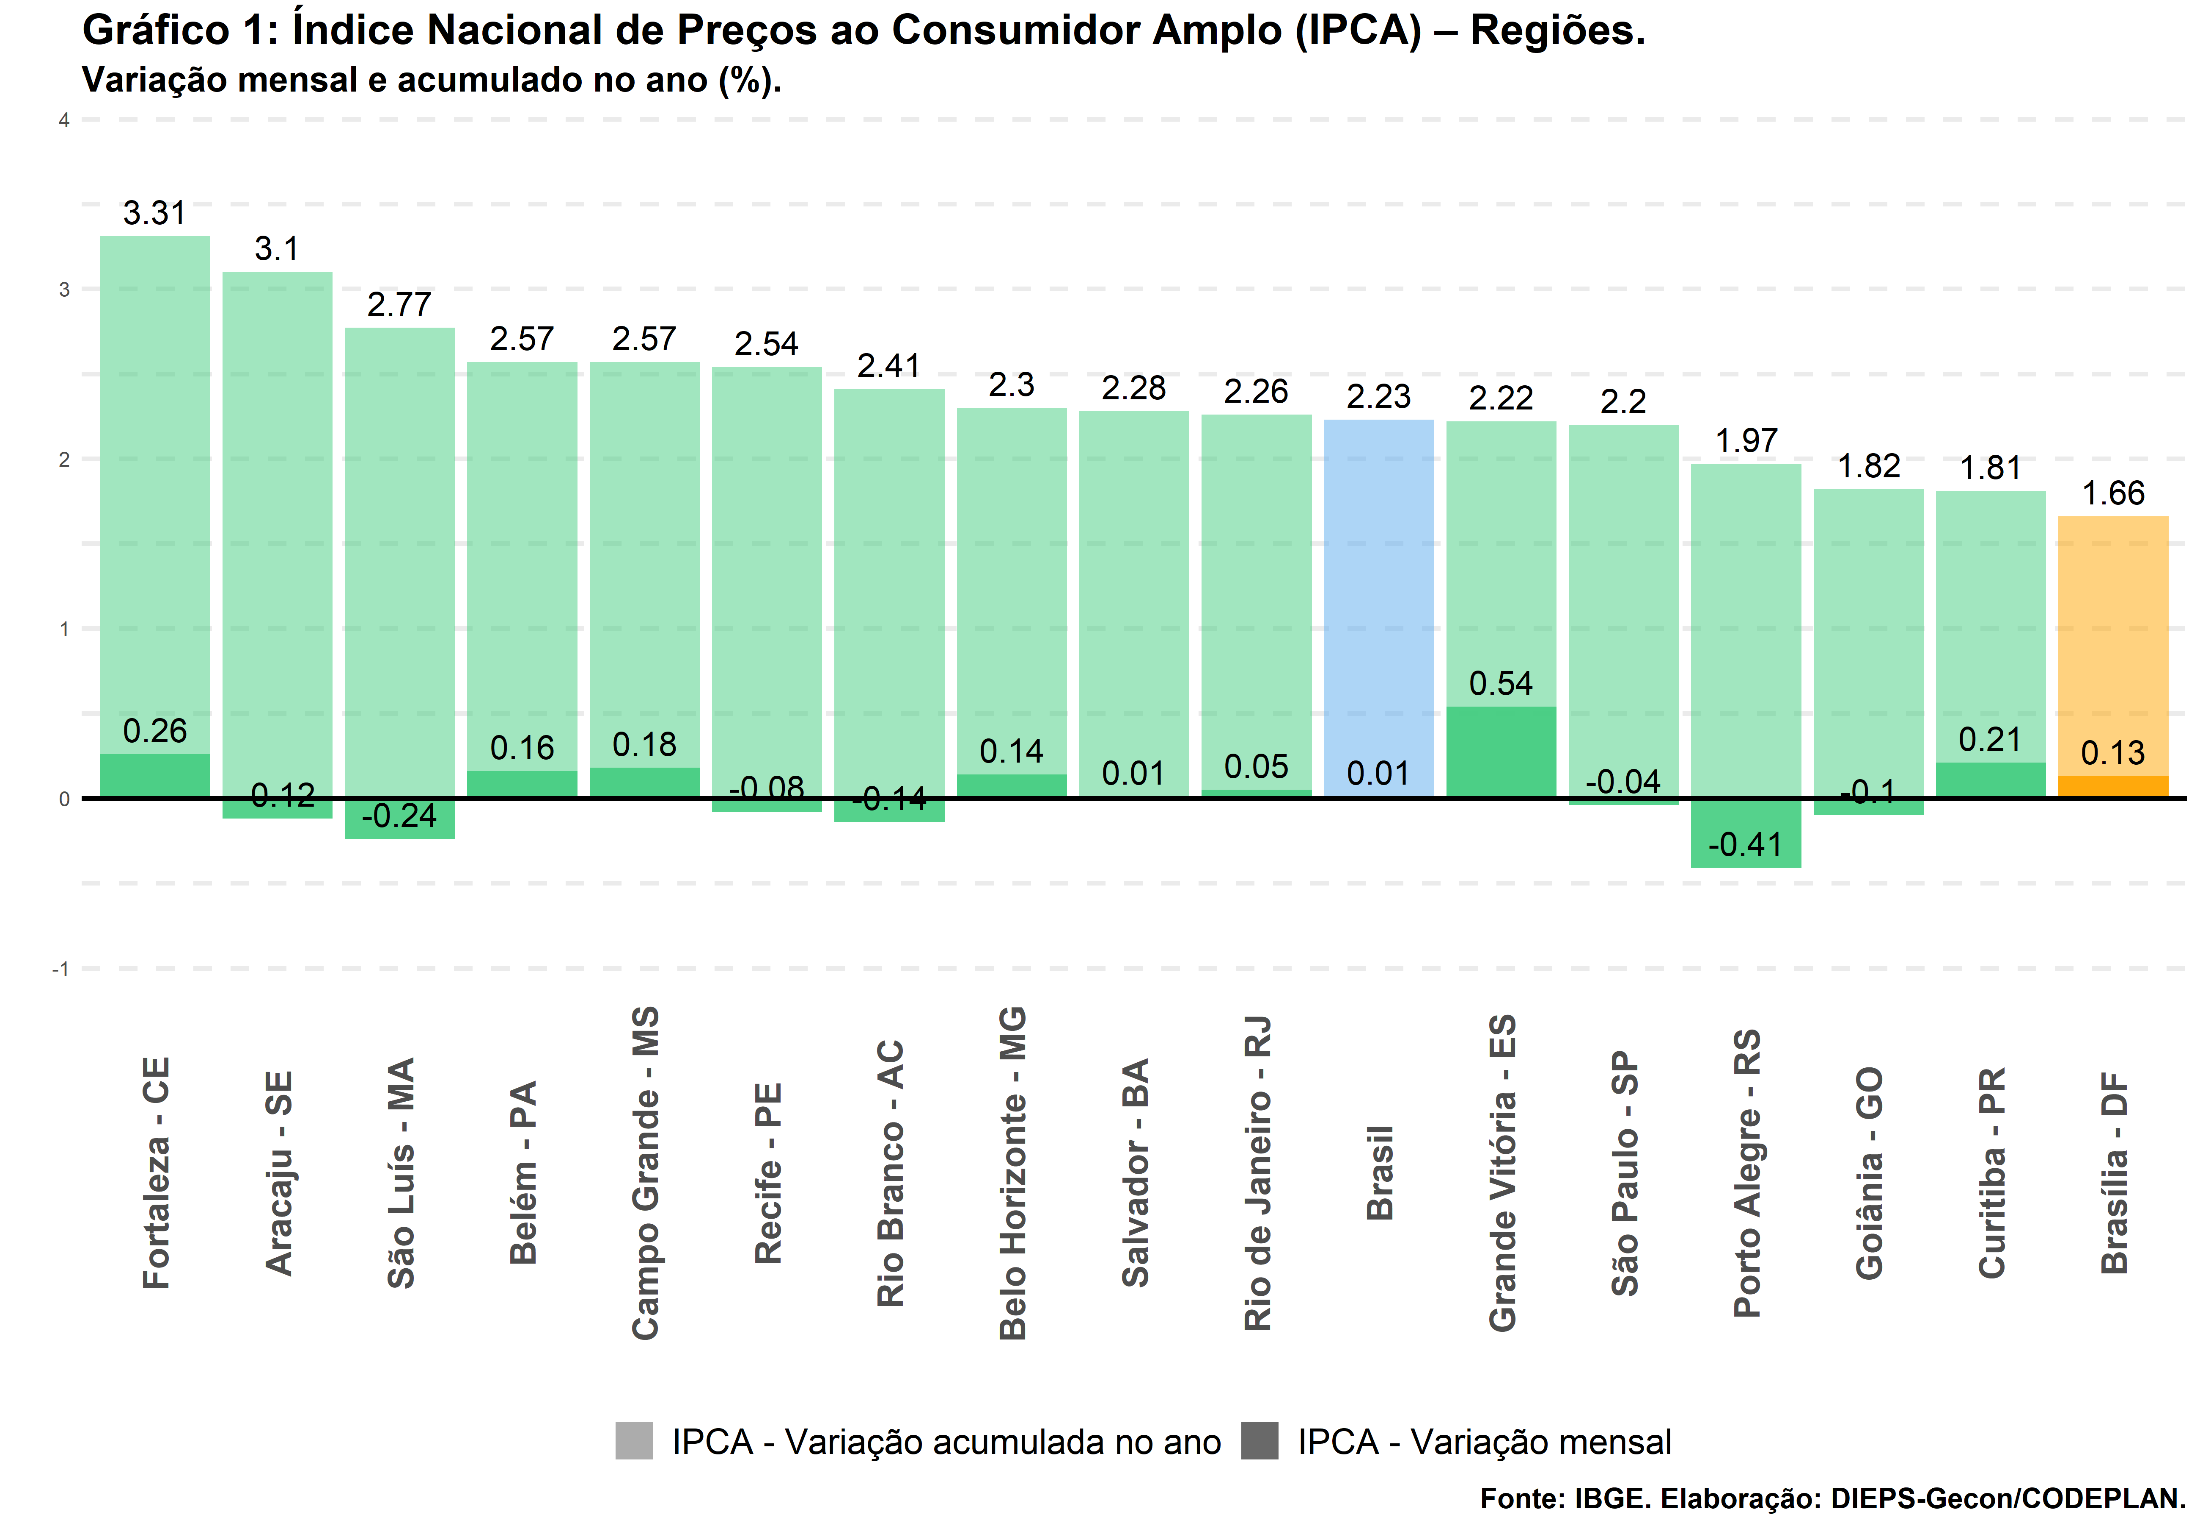 Gráfico 1: Índice Nacional de Preços ao Consumidor Amplo (IPCA) – Regiões.
Variação mensal e acumulado no ano (%).
4
3
2
1
0
-1
3.31
3.1
2.77
2.57
2.57
2.54
2.41
2.3
2.28
2.26
2.23
2.22
2.2
1.97
1.82
1.81
1.66
0.26
-0.12
-0.24
0.16
0.18
-0.08
-0.14
0.14
0.01
0.05
0.01
0.54
-0.04
-0.41
-0.1
0.21
0.13
Fortaleza - CE
Aracaju - SE
São Luís - MA
Belém - PA
Campo Grande - MS
Recife - PE
Rio Branco - AC
Belo Horizonte - MG
Salvador - BA
Rio de Janeiro - RJ
Brasil
Grande Vitória - ES
São Paulo - SP
Porto Alegre - RS
Goiânia - GO
Curitiba - PR
Brasília - DF
IPCA - Variação acumulada no ano
IPCA - Variação mensal
Fonte: IBGE. Elaboração: DIEPS-Gecon/CODEPLAN.